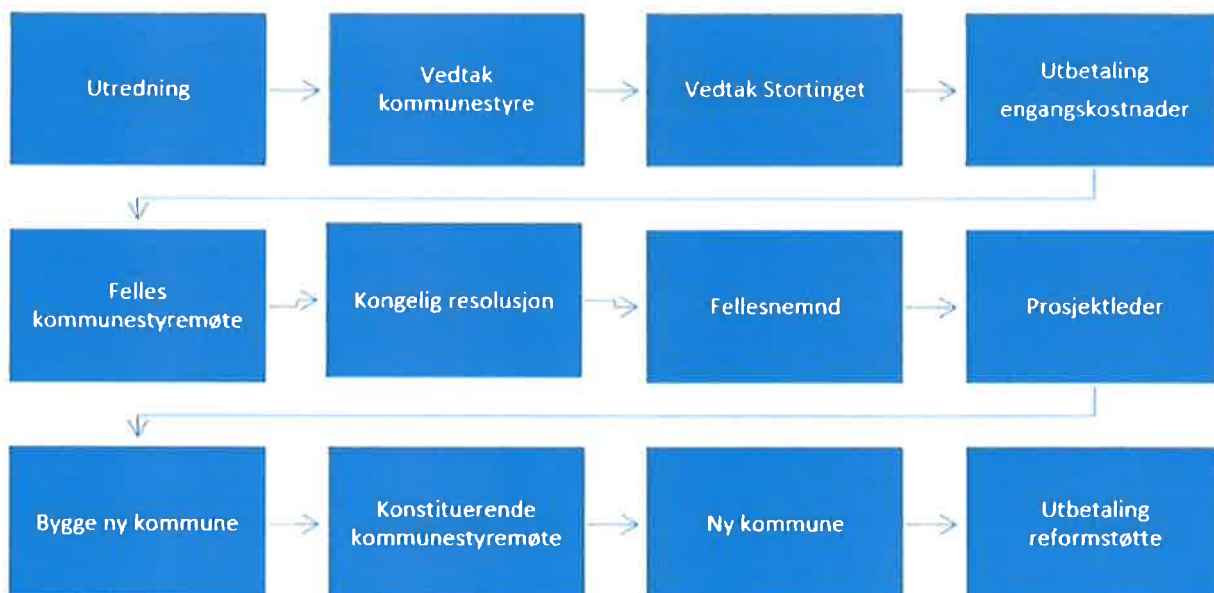 Utredning
Vedtak
kommunestyre
Vedtak Stortinget
Utbetaling
engangskostnader
Felles
kommunestyremøte
Kongelig resolusjon
Fellesnemnd
Prosjektleder
Bygge ny kommune
Konstituerende
kommunestyremøte
Ny kommune
Utbetaling
reformstøtte